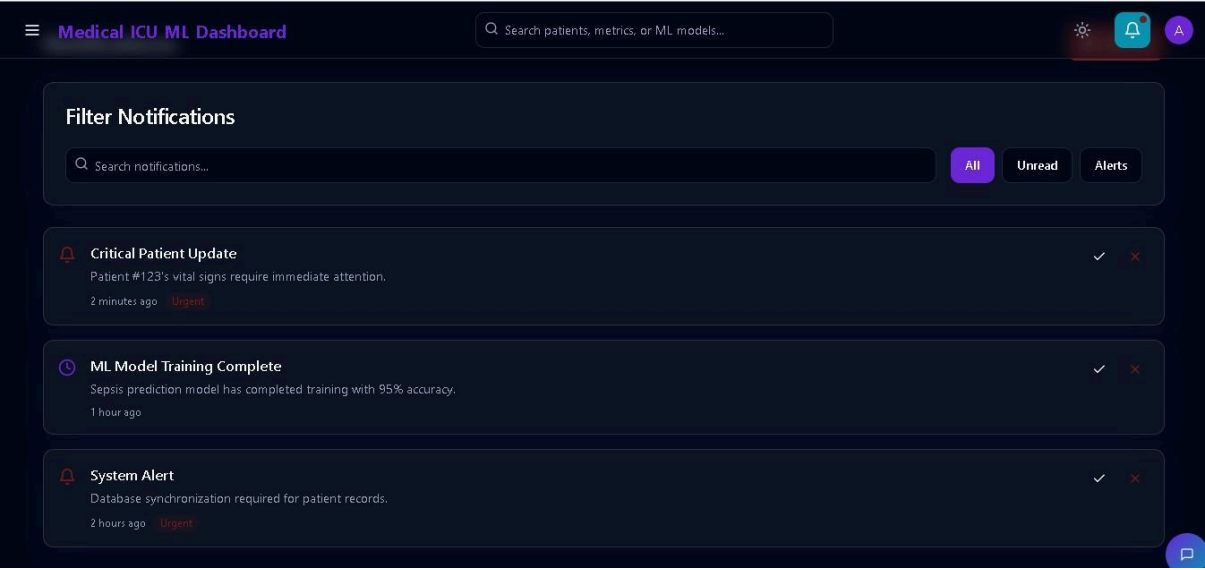 Medical ICU ML Dashboard
Search patients, metrics, or ML models...
A
Filter Notifications
Search notifications...
All
Unread
Alerts
Critical Patient Update
Patient #123's vital signs require immediate attention.
2 minutes ago Urgent
ML Model Training Complete
Sepsis prediction model has completed training with 95% accuracy.
1 hour ago
System Alert
Database synchronization required for patient records.
2 hours ago Urgent